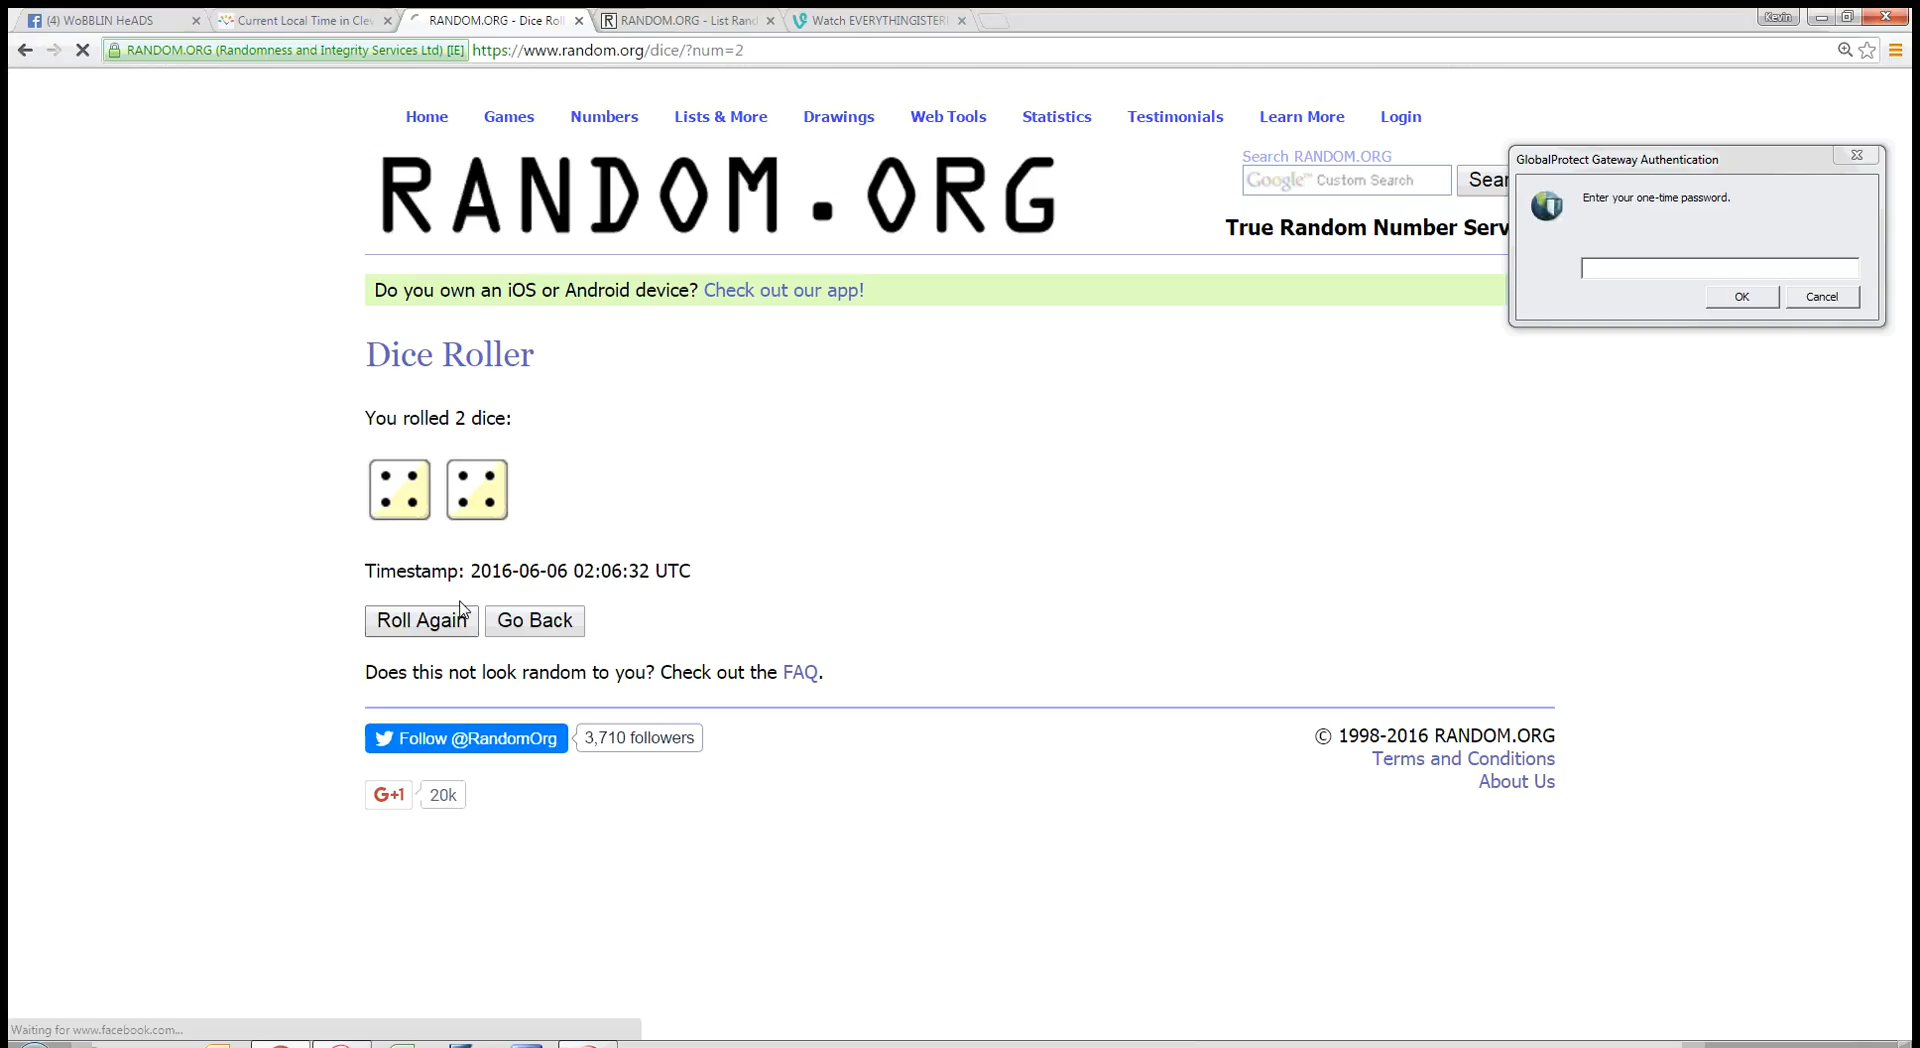 (4) WoBBLIN HeADS
Current Local Time in Clev
RANDOM.ORG - Dice Roll
RANDOM.ORG - List Rand
Watch EVERYTHINGISTER
Kevin
RANDOM.ORG (Randomness and Integrity Services Ltd) [IE]
https://www.random.org/dice/?num=2
Home Games Numbers Lists & More Drawings Web Tools Statistics Testimonials Learn More Login
RANDOM.ORG
Search RANDOM.ORG
Google™ Custom Search
Sear
True Random Number Serv
GlobalProtect Gateway Authentication
Enter your one-time password.
OK Cancel
Do you own an iOS or Android device? Check out our app!
Dice Roller
You rolled 2 dice:
Timestamp: 2016-06-06 02:06:32 UTC
Roll Again Go Back
Does this not look random to you? Check out the FAQ.
Follow @RandomOrg
3,710 followers
G+1 20k
© 1998-2016 RANDOM.ORG
Terms and Conditions
About Us
Waiting for www.facebook.com...